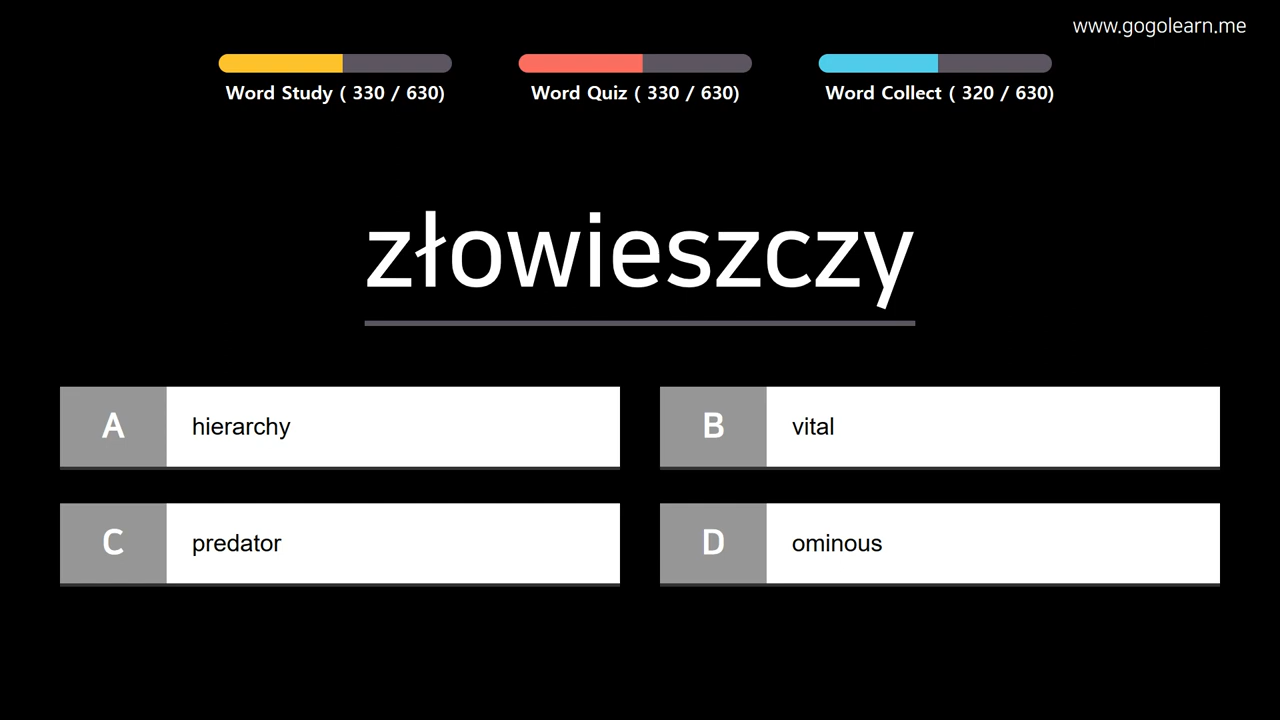 www.gogolearn.me
Word Study ( 330 / 630)
Word Quiz ( 330 / 630)
Word Collect ( 320 / 630)
złowieszczy
A hierarchy
B vital
C predator
D ominous